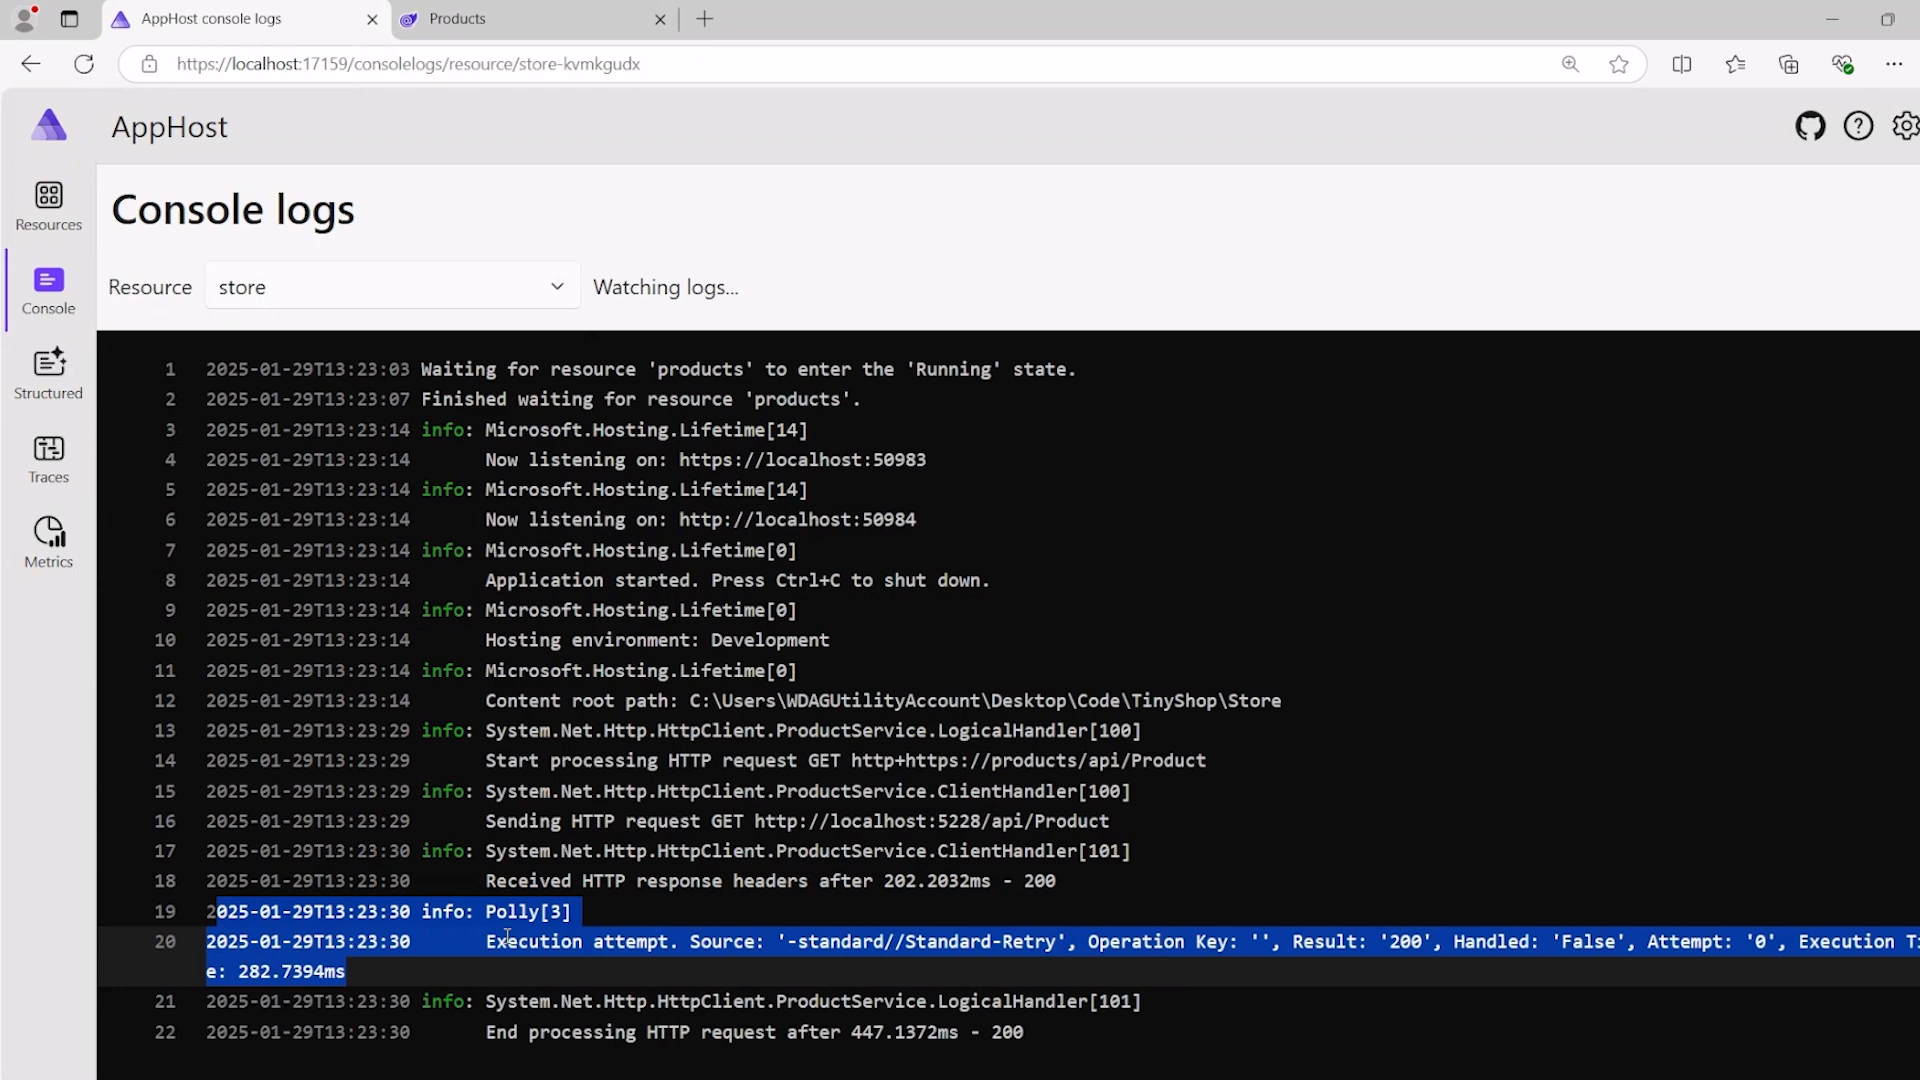 AppHost console logs
Products
https://localhost:17159/consolelogs/resource/store-kvmkgudx
AppHost
Resources
Console
Structured
Traces
Metrics
Console logs
Resource
store
Watching logs...
1 2025-01-29T13:23:03 Waiting for resource 'products' to enter the 'Running' state.
2 2025-01-29T13:23:07 Finished waiting for resource 'products'.
3 2025-01-29T13:23:14 info: Microsoft.Hosting.Lifetime[14]
4 2025-01-29T13:23:14 Now listening on: https://localhost:50983
5 2025-01-29T13:23:14 info: Microsoft.Hosting.Lifetime[14]
6 2025-01-29T13:23:14 Now listening on: http://localhost:50984
7 2025-01-29T13:23:14 info: Microsoft.Hosting.Lifetime[0]
8 2025-01-29T13:23:14 Application started. Press Ctrl+C to shut down.
9 2025-01-29T13:23:14 info: Microsoft.Hosting.Lifetime[0]
10 2025-01-29T13:23:14 Hosting environment: Development
11 2025-01-29T13:23:14 info: Microsoft.Hosting.Lifetime[0]
12 2025-01-29T13:23:14 Content root path: C:\Users\WDAGUtilityAccount\Desktop\Code\TinyShop\Store
13 2025-01-29T13:23:29 info: System.Net.Http.HttpClient.ProductService.LogicalHandler[100]
14 2025-01-29T13:23:29 Start processing HTTP request GET http+https://products/api/Product
15 2025-01-29T13:23:29 info: System.Net.Http.HttpClient.ProductService.ClientHandler[100]
16 2025-01-29T13:23:29 Sending HTTP request GET http://localhost:5228/api/Product
17 2025-01-29T13:23:30 info: System.Net.Http.HttpClient.ProductService.ClientHandler[101]
18 2025-01-29T13:23:30 Received HTTP response headers after 202.2032ms - 200
19 2025-01-29T13:23:30 info: Polly[3]
20 2025-01-29T13:23:30 Execution attempt. Source: '-standard//Standard-Retry', Operation Key: '', Result: '200', Handled: 'False', Attempt: '0', Execution T
e: 282.7394ms
21 2025-01-29T13:23:30 info: System.Net.Http.HttpClient.ProductService.LogicalHandler[101]
22 2025-01-29T13:23:30 End processing HTTP request after 447.1372ms - 200